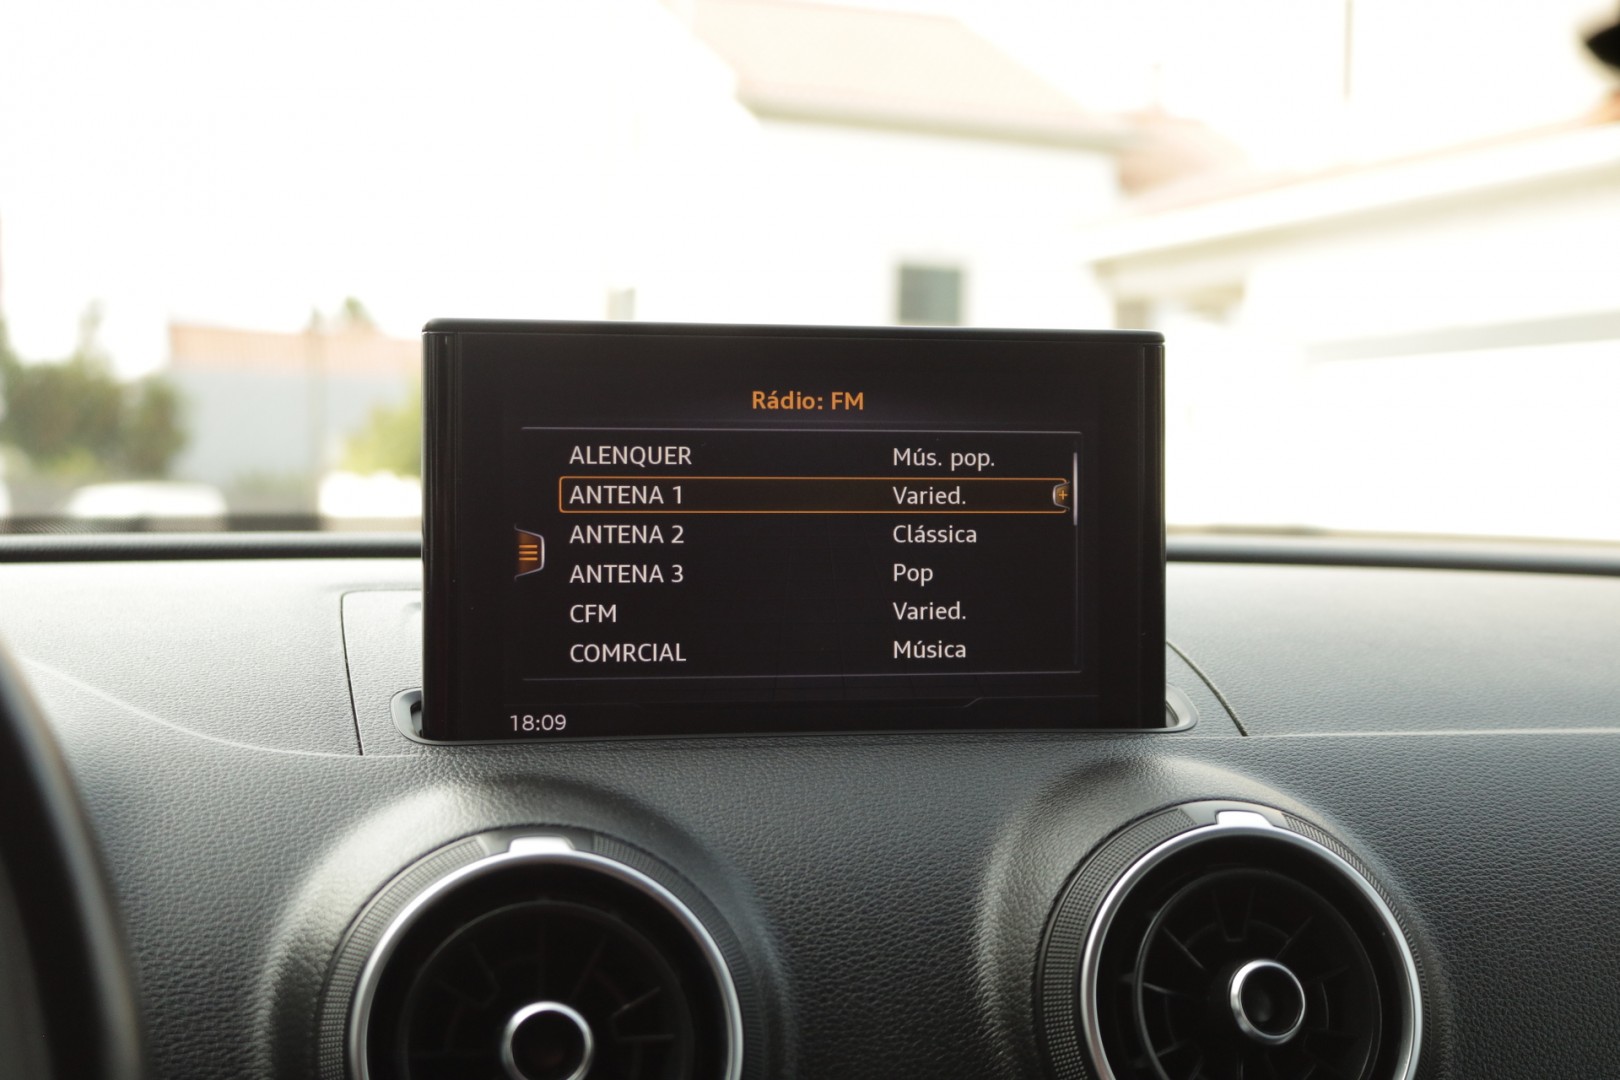 Rádio: FM
ALENQUER Mús. pop.
ANTENA 1 Varied.
ANTENA 2 Clássica
ANTENA 3 Pop
CFM Varied.
COMRCIAL Música
18:09